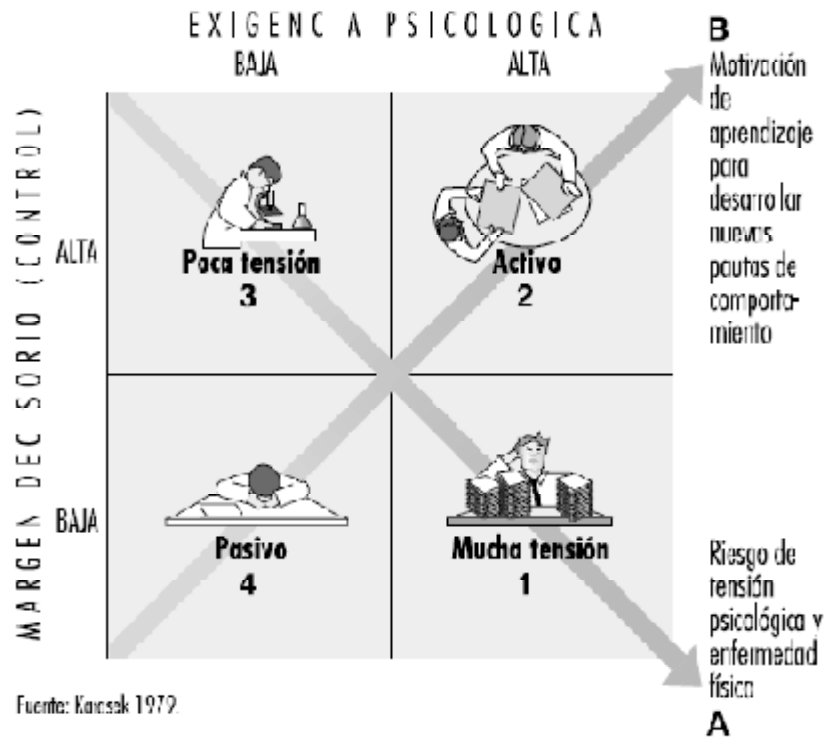 EXIGENC A PSICOLOGICA
BAJA
ALTA
MARGEN DEC SORIO (CONTROL)
ALTA
BAJA
Poca tensión
3
Activo
2
Pasivo
4
Mucha tensión
1
B
Motivación
de
aprendizaje
para
desarrollar
nuevas
pautas de
comporta-
miento
Riesgo de
tensión
psicológica y
enfermedad
física
A
Fuente: Karasek 1979.